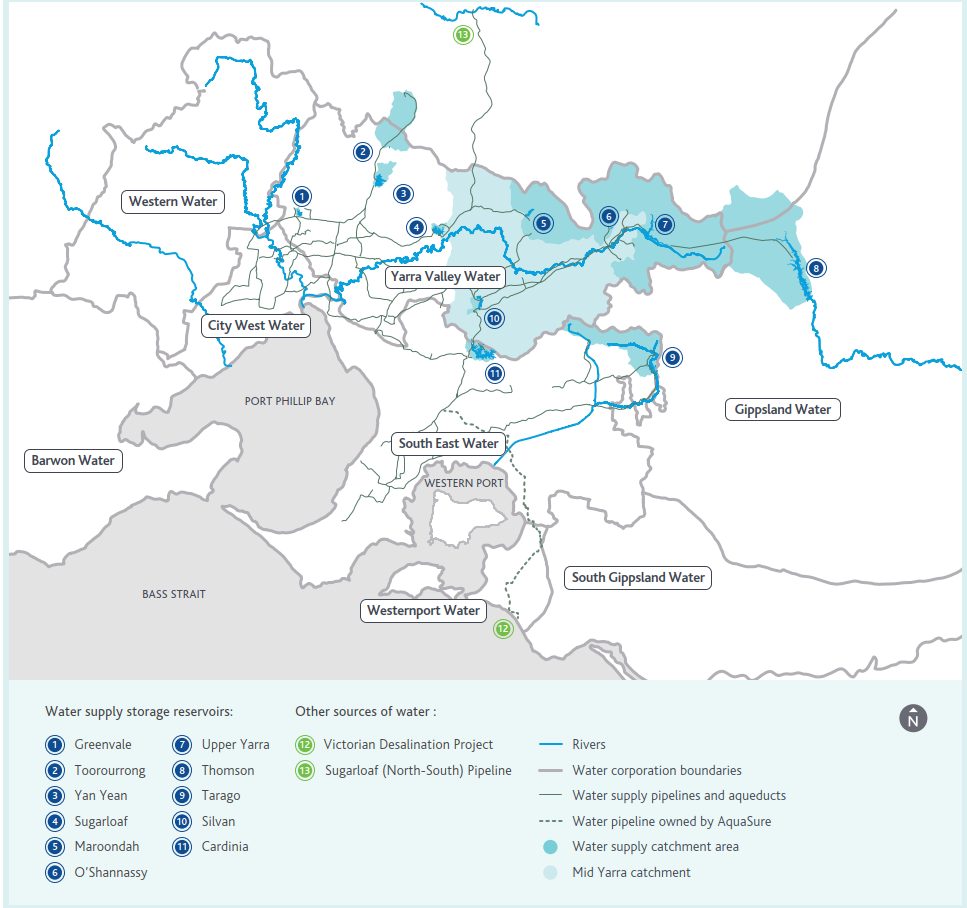 13
2
Western Water
1
3
4
5
6
7
8
Yarra Valley Water
City West Water
10
11
9
PORT PHILLIP BAY
Gippsland Water
South East Water
Barwon Water
WESTERN PORT
South Gippsland Water
BASS STRAIT
Westernport Water
12
Water supply storage reservoirs:
1 Greenvale
2 Toorourrong
3 Yan Yean
4 Sugarloaf
5 Maroondah
6 O'Shannassy
7 Upper Yarra
8 Thomson
9 Tarago
10 Silvan
11 Cardinia
Other sources of water :
12 Victorian Desalination Project
13 Sugarloaf (North-South) Pipeline
Rivers
Water corporation boundaries
Water supply pipelines and aqueducts
Water pipeline owned by AquaSure
Water supply catchment area
Mid Yarra catchment
N